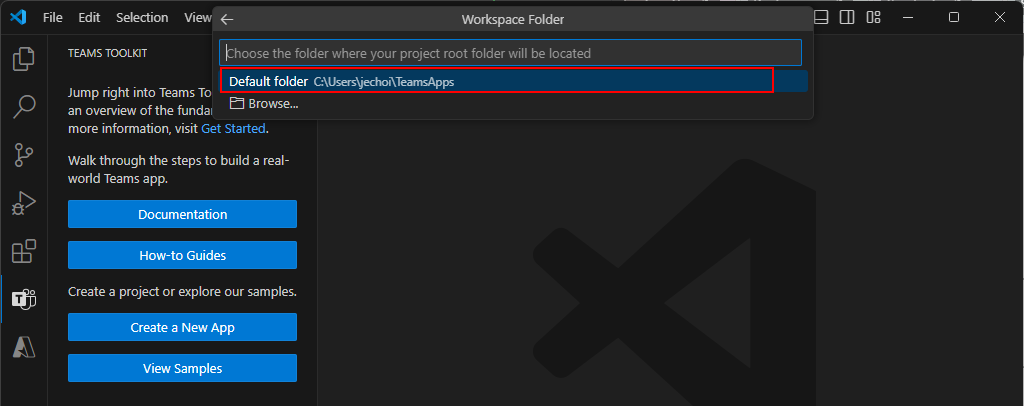 File Edit Selection View
Workspace Folder
Choose the folder where your project root folder will be located
Default folder C:\Users\jechoi\TeamsApps
Browse...
TEAMS TOOLKIT
Jump right into Teams To
an overview of the funda
more information, visit Get Started.
Walk through the steps to build a real-
world Teams app.
Documentation
How-to Guides
Create a project or explore our samples.
Create a New App
View Samples